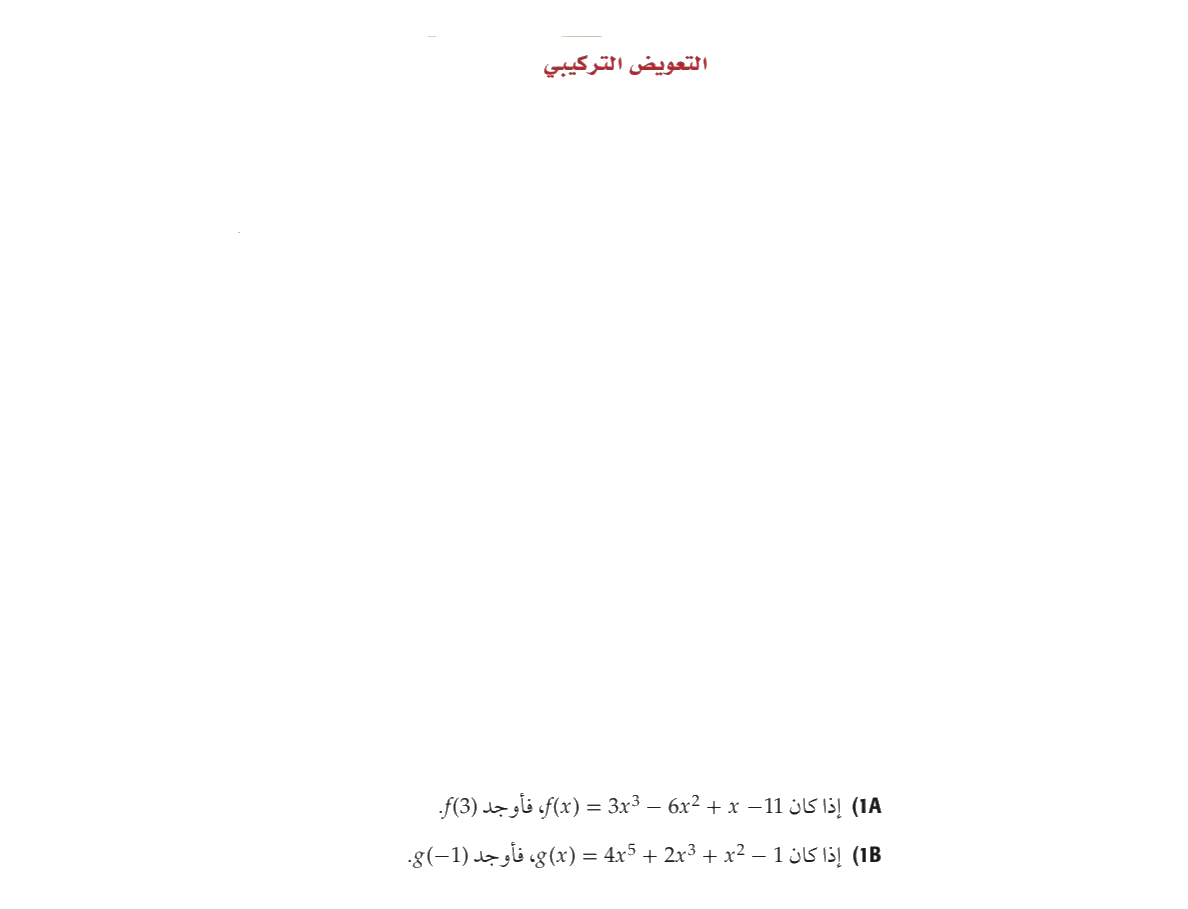 التعويض التركيبي
1A) إذا كان f(x) = 3x³ − 6x² + x −11، فأوجد f(3).
1B) إذا كان g(x) = 4x⁵ + 2x³ + x² − 1، فأوجد g(−1).